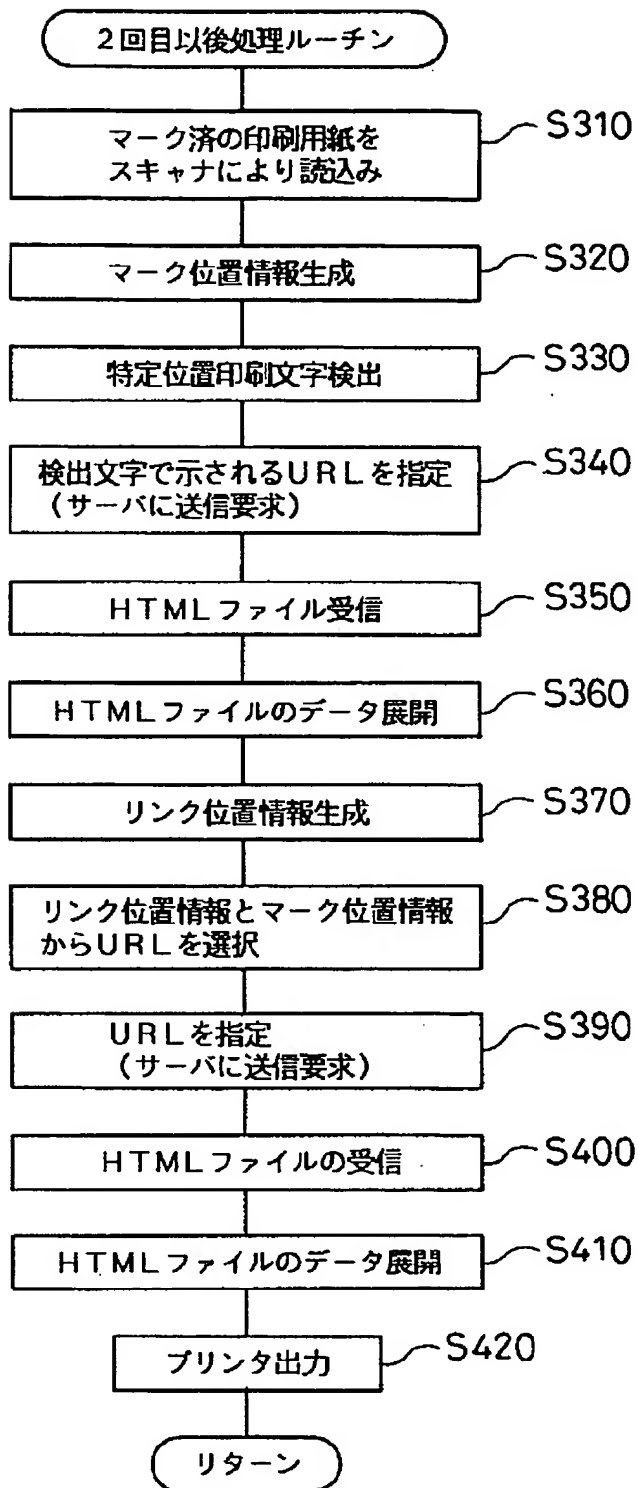 2回目以後処理ルーチン
マーク済の印刷用紙を
スキャナにより読込み
S310
マーク位置情報生成
S320
特定位置印刷文字検出
S330
検出文字で示されるURLを指定
(サーバに送信要求)
S340
HTMLファイル受信
S350
HTMLファイルのデータ展開
S360
リンク位置情報生成
S370
リンク位置情報とマーク位置情報
からURLを選択
S380
URLを指定
(サーバに送信要求)
S390
HTMLファイルの受信
S400
HTMLファイルのデータ展開
S410
プリンタ出力
S420
リターン